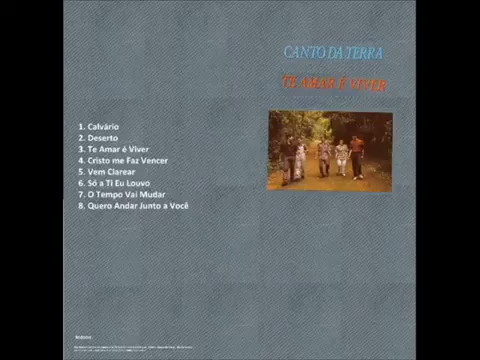 CANTO DA TERRA
TE AMAR É VIVER
1. Calvário
2. Deserto
3. Te Amar é Viver
4. Cristo me Faz Vencer
5. Vem Clarear
6. Só a Ti Eu Louvo
7. O Tempo Vai Mudar
8. Quero Andar Junto a Você